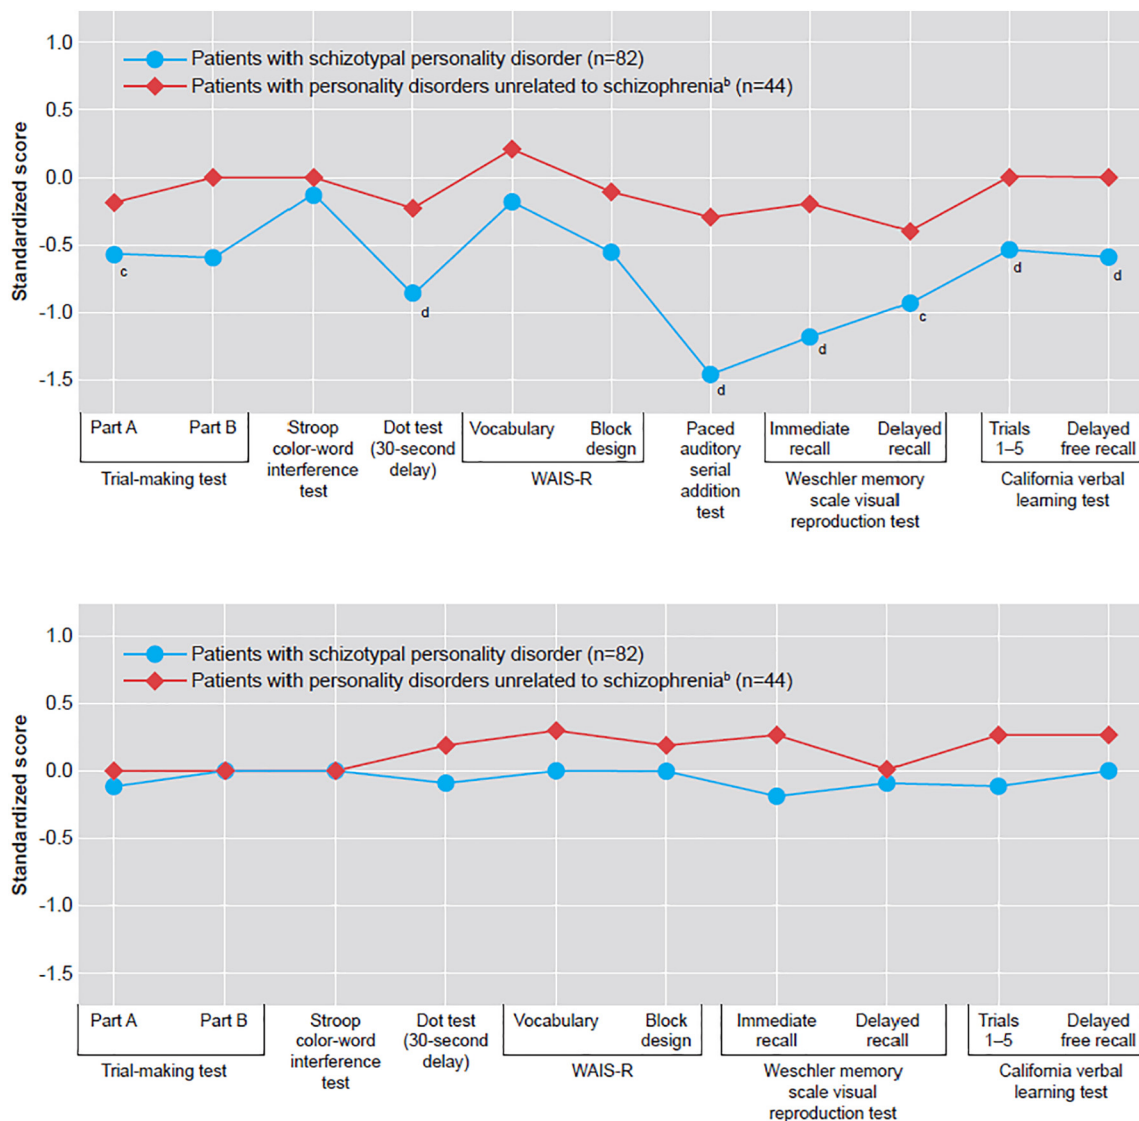 1.0
Patients with schizotypal personality disorder (n=82)
Patients with personality disorders unrelated to schizophreniaᵇ (n=44)
0.5
0.0
-0.5
-1.0
-1.5
Standardized score
c
d
d
d
c
d
d
Part A
Part B
Trial-making test
Stroop
color-word
interference
test
Dot test
(30-second
delay)
Vocabulary
Block
design
WAIS-R
Paced
auditory
serial
addition
test
Immediate
recall
Delayed
recall
Weschler memory
scale visual
reproduction test
Trials
1–5
Delayed
free recall
California verbal
learning test
1.0
Patients with schizotypal personality disorder (n=82)
Patients with personality disorders unrelated to schizophreniaᵇ (n=44)
0.5
0.0
-0.5
-1.0
-1.5
Standardized score
Part A
Part B
Trial-making test
Stroop
color-word
interference
test
Dot test
(30-second
delay)
Vocabulary
Block
design
WAIS-R
Immediate
recall
Delayed
recall
Weschler memory
scale visual
reproduction test
Trials
1–5
Delayed
free recall
California verbal
learning test